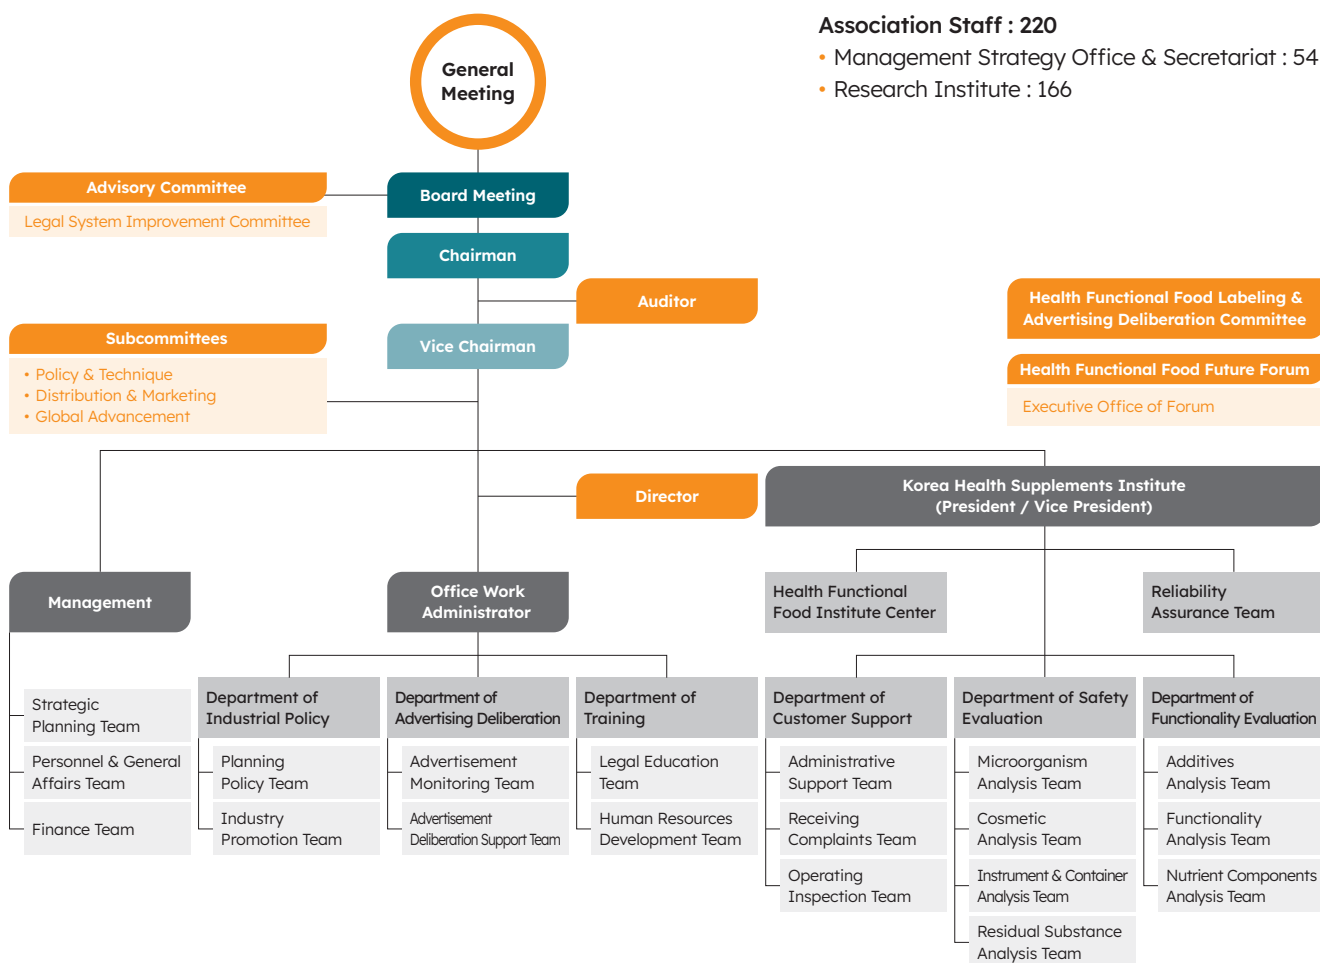 Association Staff : 220
• Management Strategy Office & Secretariat : 54
• Research Institute : 166
General
Meeting
Advisory Committee
Legal System Improvement Committee
Board Meeting
Chairman
Auditor
Health Functional Food Labeling &
Advertising Deliberation Committee
Subcommittees
• Policy & Technique
• Distribution & Marketing
• Global Advancement
Vice Chairman
Health Functional Food Future Forum
Executive Office of Forum
Director
Korea Health Supplements Institute
(President / Vice President)
Management
Office Work
Administrator
Health Functional
Food Institute Center
Reliability
Assurance Team
Strategic
Planning Team
Personnel & General
Affairs Team
Finance Team
Department of
Industrial Policy
Planning
Policy Team
Industry
Promotion Team
Department of
Advertising Deliberation
Advertisement
Monitoring Team
Advertisement
Deliberation Support Team
Department of
Training
Legal Education
Team
Human Resources
Development Team
Department of
Customer Support
Administrative
Support Team
Receiving
Complaints Team
Operating
Inspection Team
Department of Safety
Evaluation
Microorganism
Analysis Team
Cosmetic
Analysis Team
Instrument & Container
Analysis Team
Residual Substance
Analysis Team
Department of
Functionality Evaluation
Additives
Analysis Team
Functionality
Analysis Team
Nutrient Components
Analysis Team